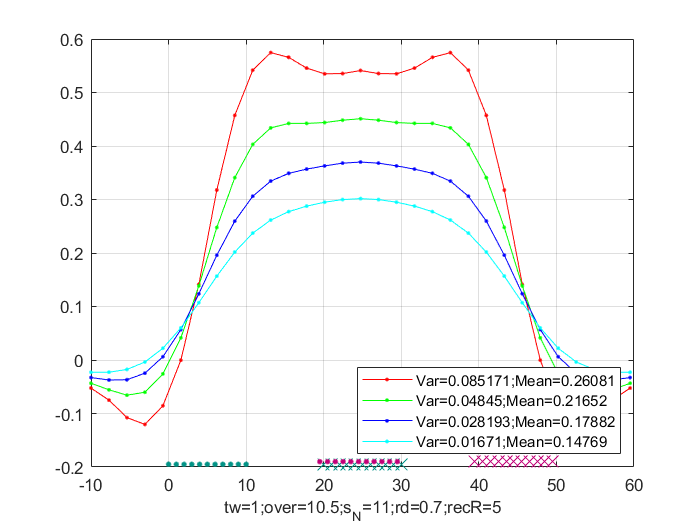 0.6
0.5
0.4
0.3
0.2
0.1
0
-0.1
-0.2
Var=0.085171;Mean=0.26081
Var=0.04845;Mean=0.21652
Var=0.028193;Mean=0.17882
Var=0.01671;Mean=0.14769
-10 0 10 20 30 40 50 60
tw=1;over=10.5;s_N=11;rd=0.7;recR=5